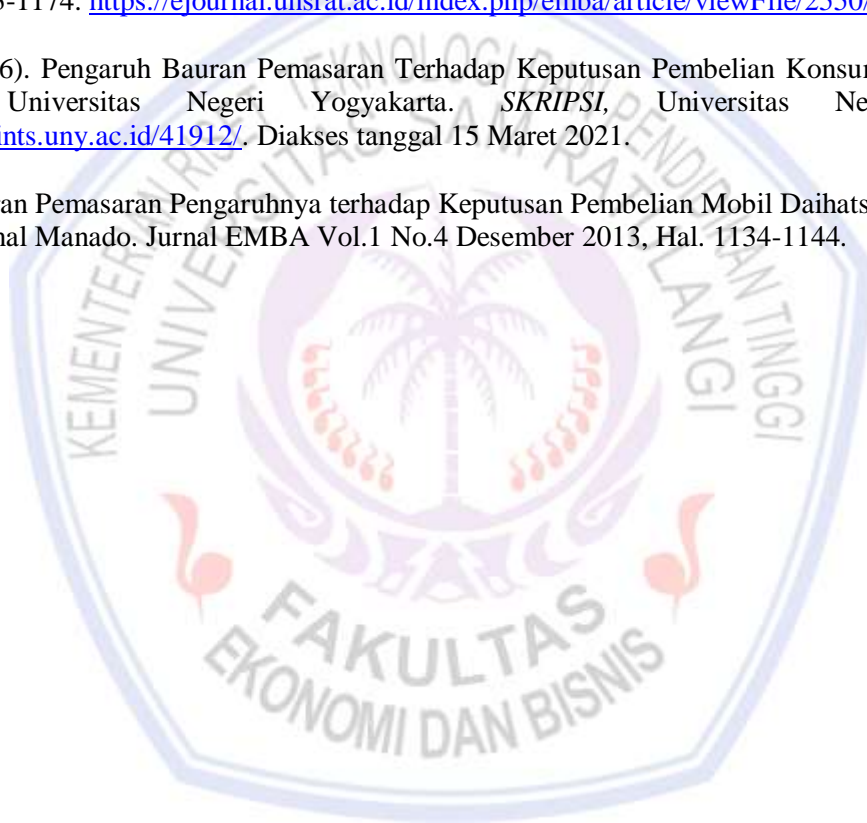 -1174. https://ejournal.unsrat.ac.id/index.php/emba/article/viewFile/2550/
6). Pengaruh Bauran Pemasaran Terhadap Keputusan Pembelian Konsu
Universitas Negeri Yogyakarta. SKRIPSI, Universitas Ne
ints.uny.ac.id/41912/. Diakses tanggal 15 Maret 2021.
ran Pemasaran Pengaruhnya terhadap Keputusan Pembelian Mobil Daihats
nal Manado. Jurnal EMBA Vol.1 No.4 Desember 2013, Hal. 1134-1144.
KEMENTERIAN RISET TEKNOLOGI DAN PENDIDIKAN TINGGI
UNIVERSITAS SAM RATULANGI
FAKULTAS
EKONOMI DAN BISNIS